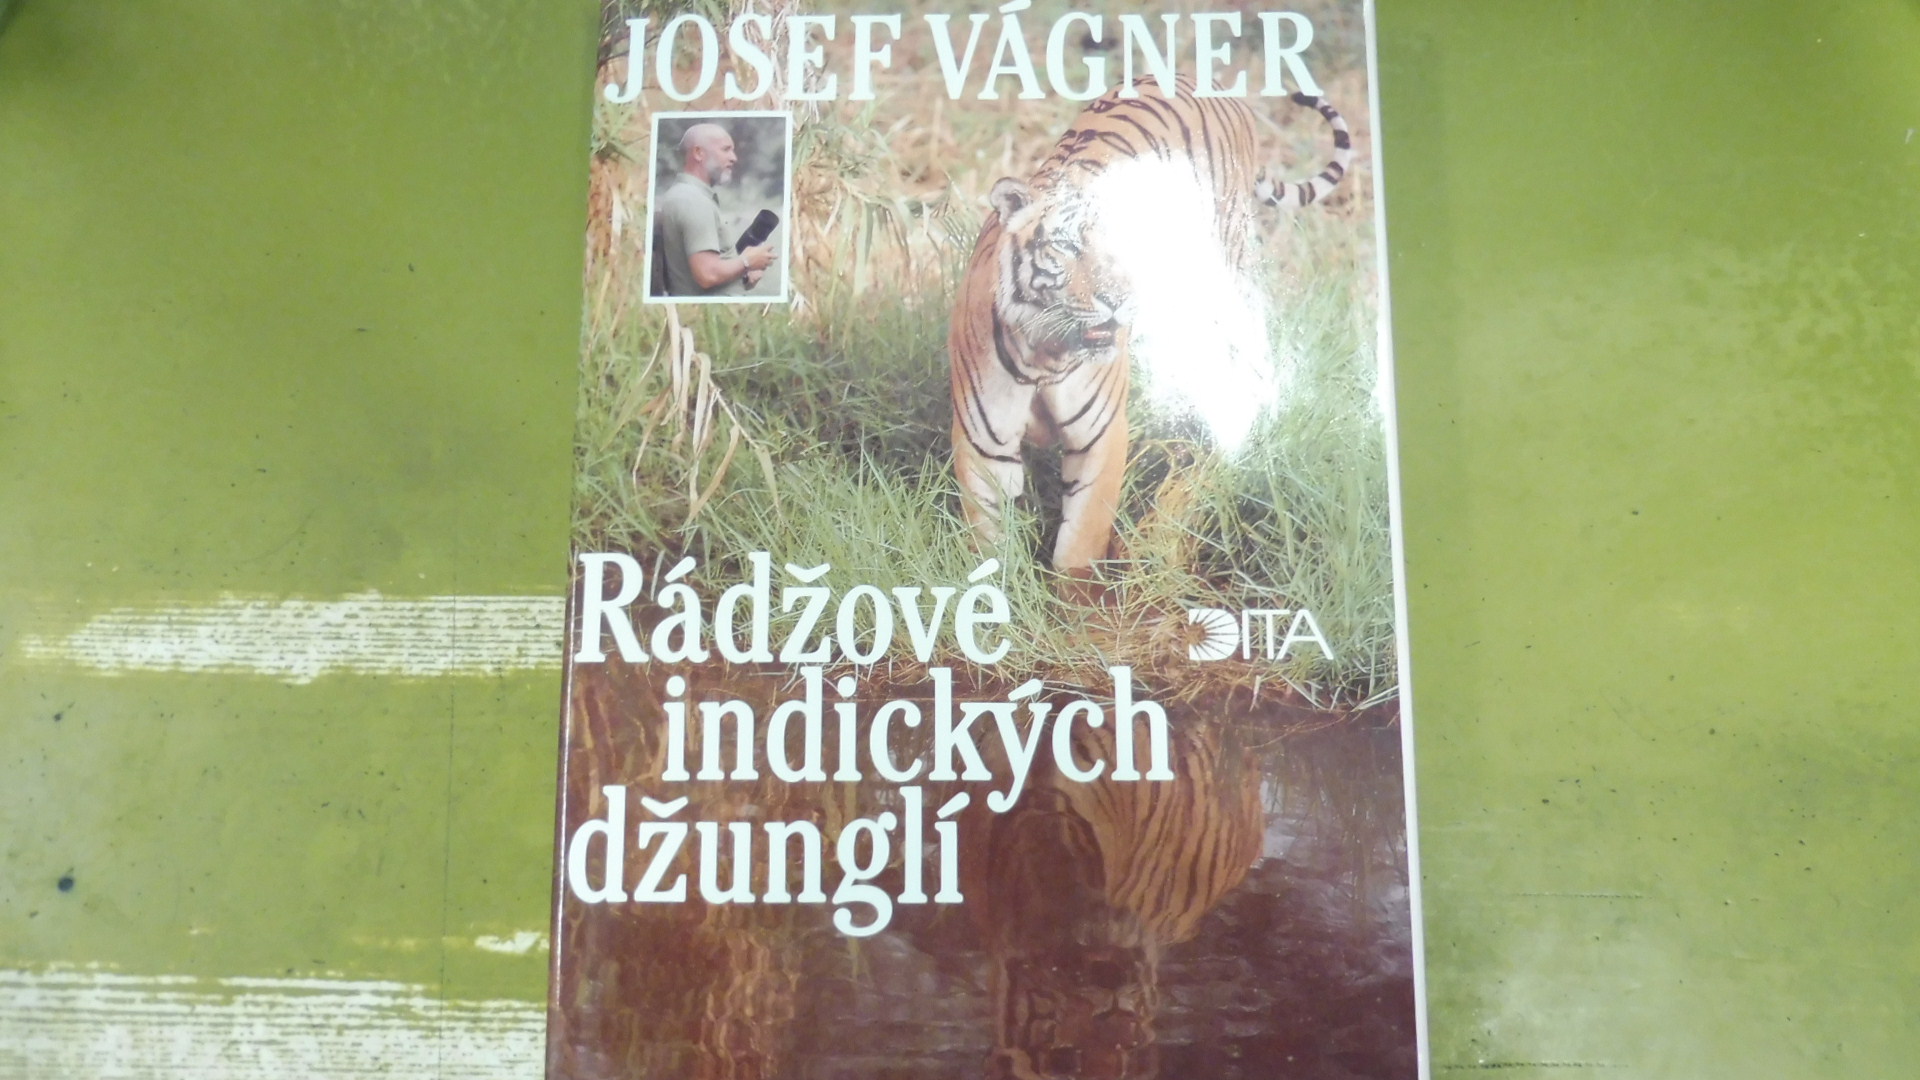 JOSEF VÁGNER
Rádžové
DITA
indických
džunglí